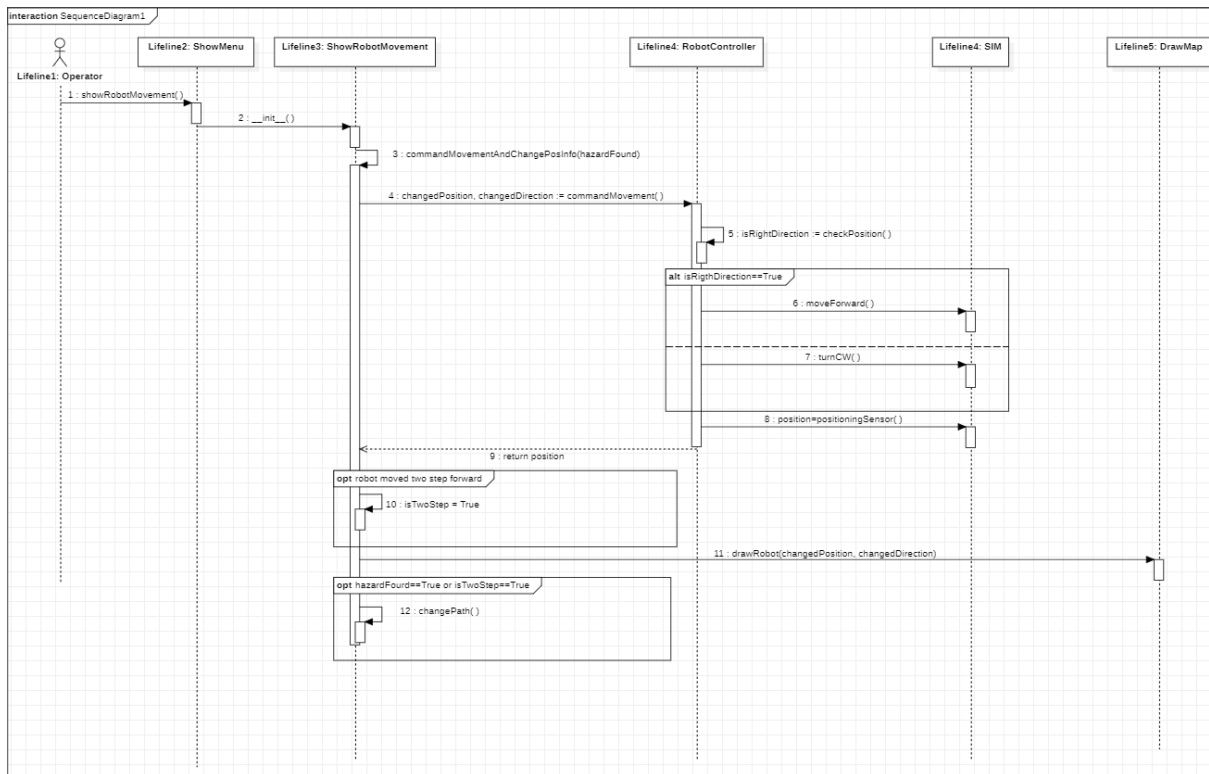 interaction SequenceDiagram1
Lifeline1: Operator
Lifeline2: ShowMenu
Lifeline3: ShowRobotMovement
Lifeline4: RobotController
Lifeline4: SIM
Lifeline5: DrawMap
1 : showRobotMovement( )
2 : __init__( )
3 : commandMovementAndChangePosInfo(hazardFound)
4 : changedPosition, changedDirection := commandMovement( )
5 : isRightDirection := checkPosition( )
alt isRigthDirection==True
6 : moveForward( )
7 : turnCW( )
8 : position=positioningSensor( )
9 : return position
opt robot moved two step forward
10 : isTwoStep = True
11 : drawRobot(changedPosition, changedDirection)
opt hazardFourd==True or isTwoStep==True
12 : changePath( )